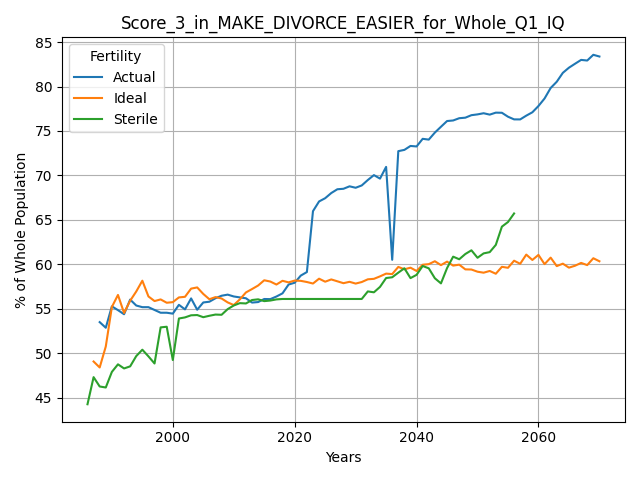 Score_3_in_MAKE_DIVORCE_EASIER_for_Whole_Q1_IQ
Fertility
Actual
Ideal
Sterile
% of Whole Population
85
80
75
70
65
60
55
50
45
2000 2020 2040 2060
Years